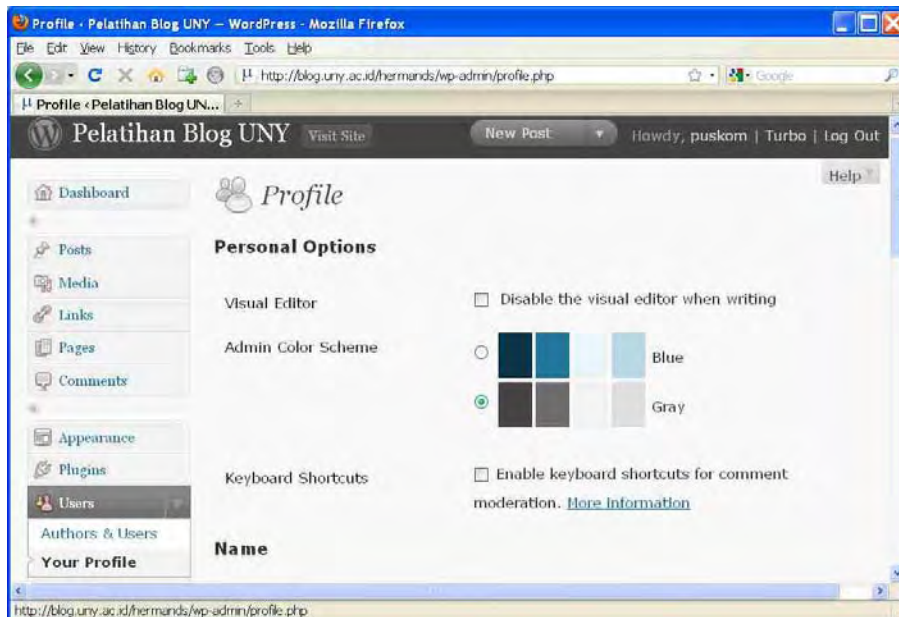 Profile ‹ Pelatihan Blog UNY — WordPress - Mozilla Firefox
File Edit View History Bookmarks Tools Help
http://blog.uny.ac.id/hermands/wp-admin/profile.php Google
Profile ‹ Pelatihan Blog UN...
Pelatihan Blog UNY Visit Site New Post Howdy, puskom | Turbo | Log Out
Help
Dashboard
Profile
Posts
Personal Options
Media
Visual Editor Disable the visual editor when writing
Links
Pages
Admin Color Scheme Blue
Comments
Gray
Appearance
Plugins
Keyboard Shortcuts Enable keyboard shortcuts for comment
moderation. More information
Users
Authors & Users
Name
Your Profile
http://blog.uny.ac.id/hermands/wp-admin/profile.php